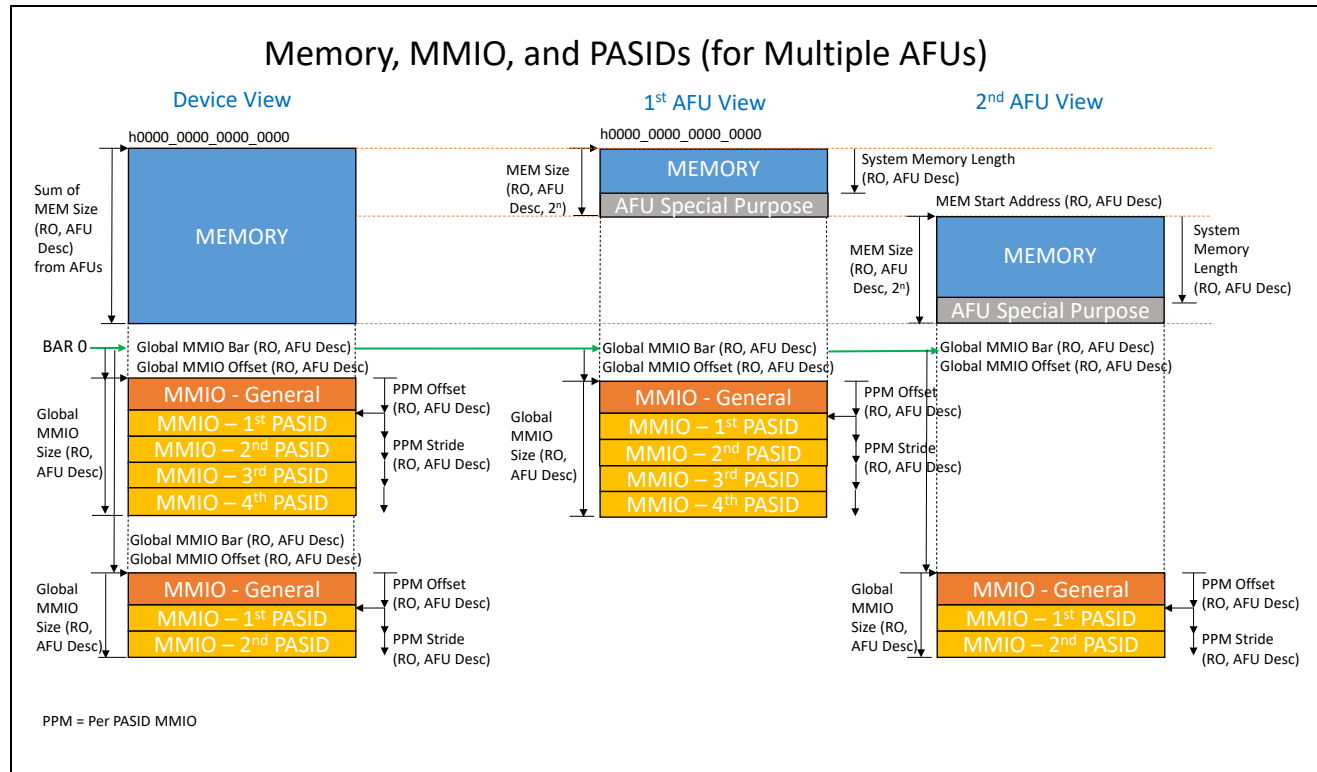 Memory, MMIO, and PASIDs (for Multiple AFUs)
Device View
1st AFU View
2nd AFU View
h0000_0000_0000_0000
MEMORY
Sum of
MEM Size
(RO, AFU
Desc)
from AFUs
h0000_0000_0000_0000
MEM Size
(RO, AFU
Desc, 2n)
MEMORY
AFU Special Purpose
System Memory Length
(RO, AFU Desc)
MEM Start Address (RO, AFU Desc)
MEM Size
(RO, AFU
Desc, 2n)
MEMORY
AFU Special Purpose
System
Memory
Length
(RO, AFU Desc)
BAR 0
Global MMIO Bar (RO, AFU Desc)
Global MMIO Offset (RO, AFU Desc)
Global
MMIO
Size (RO,
AFU Desc)
MMIO - General
MMIO – 1st PASID
MMIO – 2nd PASID
MMIO – 3rd PASID
MMIO – 4th PASID
PPM Offset
(RO, AFU Desc)
PPM Stride
(RO, AFU Desc)
Global MMIO Bar (RO, AFU Desc)
Global MMIO Offset (RO, AFU Desc)
Global
MMIO
Size (RO,
AFU Desc)
MMIO - General
MMIO – 1st PASID
MMIO – 2nd PASID
MMIO – 3rd PASID
MMIO – 4th PASID
PPM Offset
(RO, AFU Desc)
PPM Stride
(RO, AFU Desc)
Global MMIO Bar (RO, AFU Desc)
Global MMIO Offset (RO, AFU Desc)
Global MMIO Bar (RO, AFU Desc)
Global MMIO Offset (RO, AFU Desc)
Global
MMIO
Size (RO,
AFU Desc)
MMIO - General
MMIO – 1st PASID
MMIO – 2nd PASID
PPM Offset
(RO, AFU Desc)
PPM Stride
(RO, AFU Desc)
Global
MMIO
Size (RO,
AFU Desc)
MMIO - General
MMIO – 1st PASID
MMIO – 2nd PASID
PPM Offset
(RO, AFU Desc)
PPM Stride
(RO, AFU Desc)
PPM = Per PASID MMIO